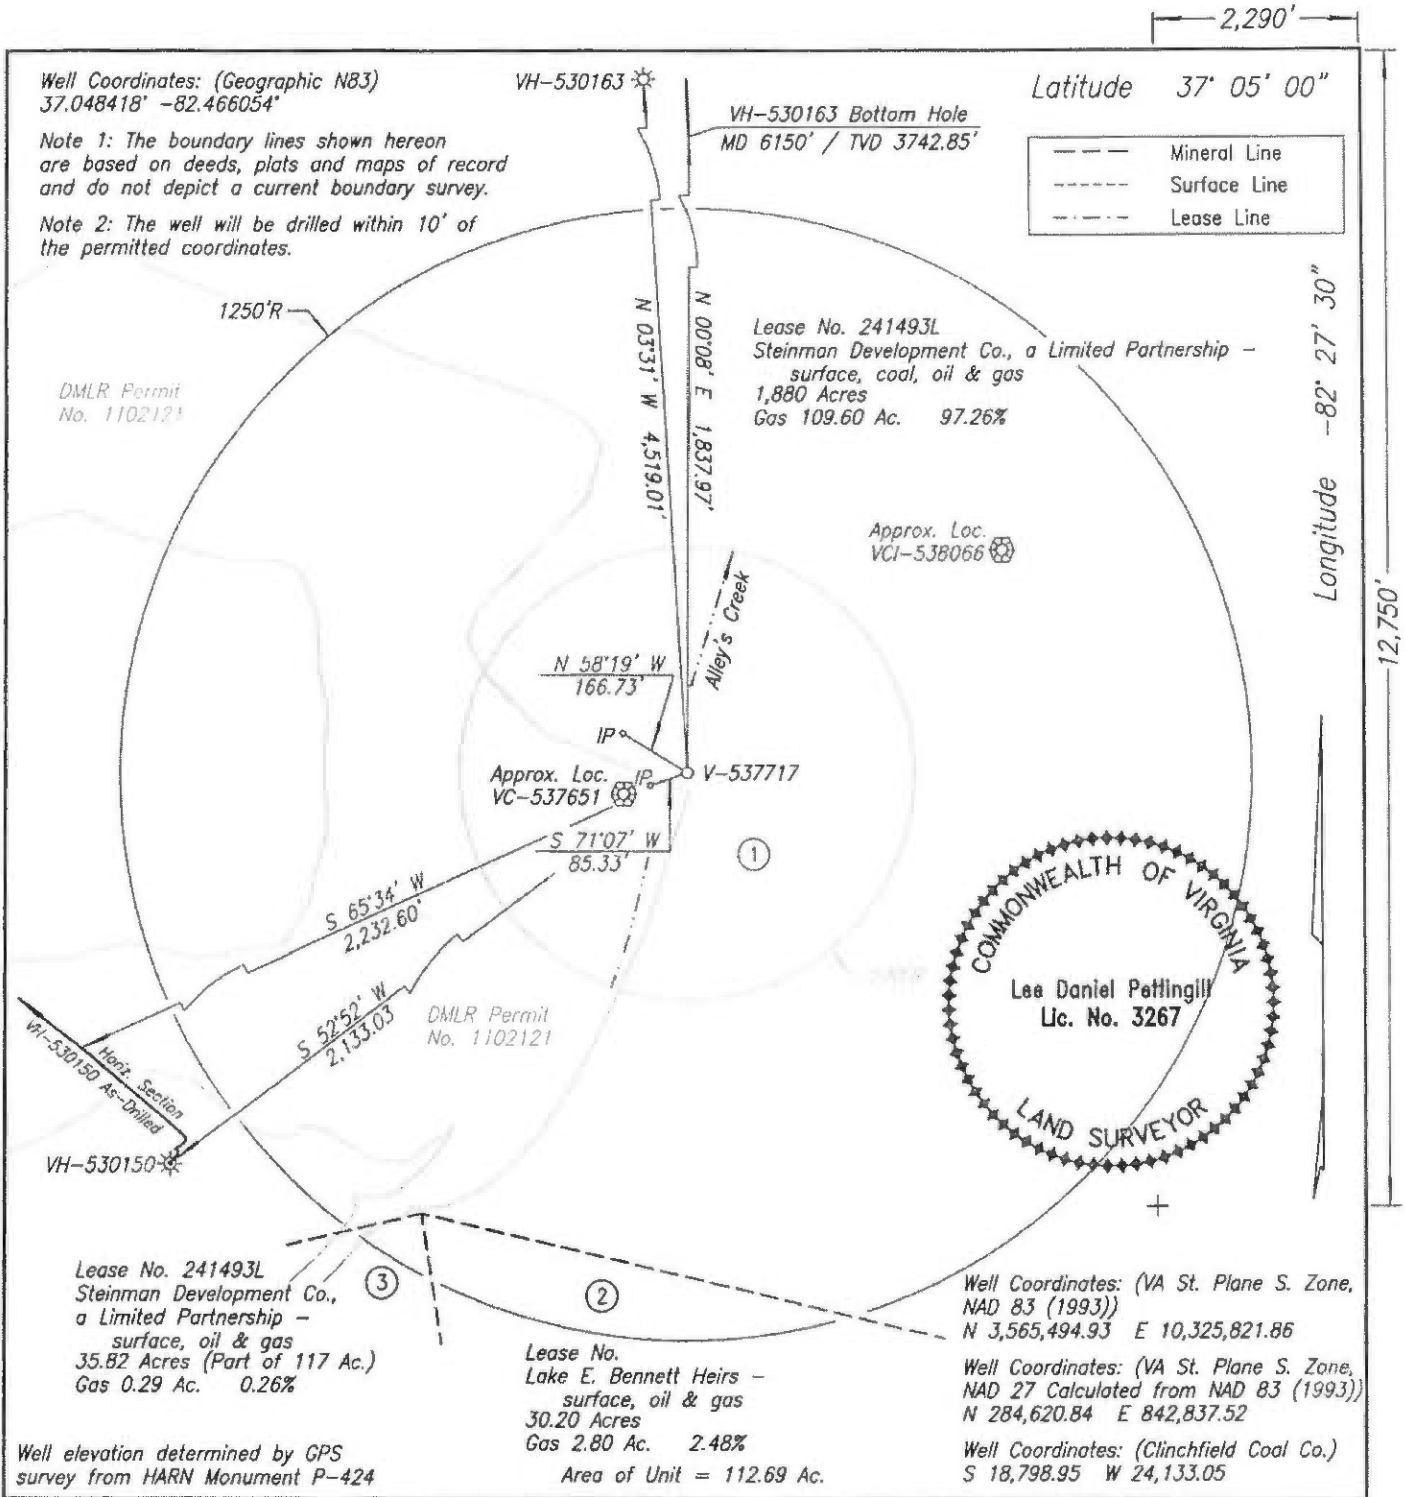 2,290'
Well Coordinates: (Geographic N83)
37.048418° -82.466054°
Note 1: The boundary lines shown hereon
are based on deeds, plats and maps of record
and do not depict a current boundary survey.
Note 2: The well will be drilled within 10' of
the permitted coordinates.
VH-530163
VH-530163 Bottom Hole
MD 6150' / TVD 3742.85'
Latitude 37° 05' 00"
Mineral Line
Surface Line
Lease Line
Longitude -82° 27' 30"
12,750'
1250'R
DMLR Permit
No. 1102121
N 03°31' W 4,519.01'
N 00°08' E 1,837.97'
Lease No. 241493L
Steinman Development Co., a Limited Partnership -
surface, coal, oil & gas
1,880 Acres
Gas 109.60 Ac. 97.26%
Approx. Loc.
VCI-538066
Alley's Creek
N 58°19' W
166.73'
IP
Approx. Loc.
VC-537651
IP
V-537717
S 71°07' W
85.33'
1
S 65°34' W
2,232.60'
S 52°52' W
2,133.03
DMLR Permit
No. 1102121
Horiz. Section
VH-530150 As-Drilled
VH-530150
COMMONWEALTH OF VIRGINIA
Lee Daniel Pettingill
Lic. No. 3267
LAND SURVEYOR
3
2
Lease No. 241493L
Steinman Development Co.,
a Limited Partnership -
surface, oil & gas
35.82 Acres (Part of 117 Ac.)
Gas 0.29 Ac. 0.26%
Lease No.
Lake E. Bennett Heirs -
surface, oil & gas
30.20 Acres
Gas 2.80 Ac. 2.48%
Area of Unit = 112.69 Ac.
Well Coordinates: (VA St. Plane S. Zone,
NAD 83 (1993))
N 3,565,494.93 E 10,325,821.86
Well Coordinates: (VA St. Plane S. Zone,
NAD 27 Calculated from NAD 83 (1993))
N 284,620.84 E 842,837.52
Well Coordinates: (Clinchfield Coal Co.)
S 18,798.95 W 24,133.05
Well elevation determined by GPS
survey from HARN Monument P-424